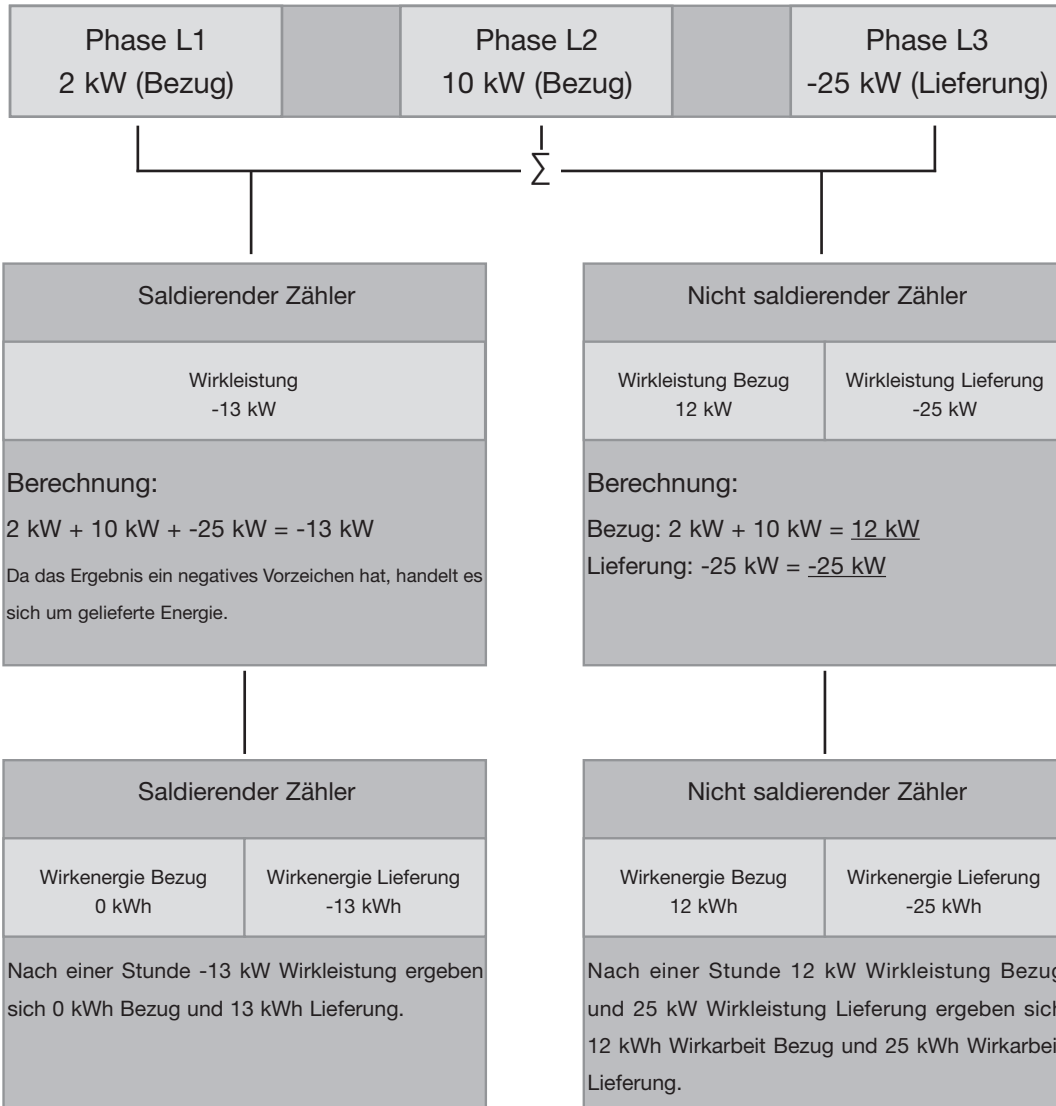 Phase L1
2 kW (Bezug)
Phase L2
10 kW (Bezug)
Phase L3
-25 kW (Lieferung)
∑
Saldierender Zähler
Wirkleistung
-13 kW
Berechnung:
2 kW + 10 kW + -25 kW = -13 kW
Da das Ergebnis ein negatives Vorzeichen hat, handelt es
sich um gelieferte Energie.
Nicht saldierender Zähler
Wirkleistung Bezug
12 kW
Wirkleistung Lieferung
-25 kW
Berechnung:
Bezug: 2 kW + 10 kW = 12 kW
Lieferung: -25 kW = -25 kW
Saldierender Zähler
Wirkenergie Bezug
0 kWh
Wirkenergie Lieferung
-13 kWh
Nach einer Stunde -13 kW Wirkleistung ergeben
sich 0 kWh Bezug und 13 kWh Lieferung.
Nicht saldierender Zähler
Wirkenergie Bezug
12 kWh
Wirkenergie Lieferung
-25 kWh
Nach einer Stunde 12 kW Wirkleistung Bezug
und 25 kW Wirkleistung Lieferung ergeben sich
12 kWh Wirkarbeit Bezug und 25 kWh Wirkarbeit
Lieferung.